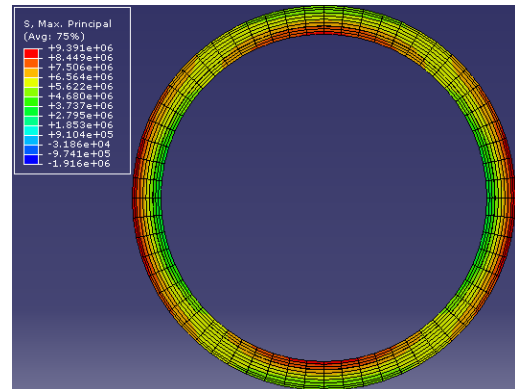 S, Max. Principal
(Avg: 75%)
+9.391e+06
+8.449e+06
+7.506e+06
+6.564e+06
+5.622e+06
+4.680e+06
+3.737e+06
+2.795e+06
+1.853e+06
+9.104e+05
-3.186e+04
-9.741e+05
-1.916e+06